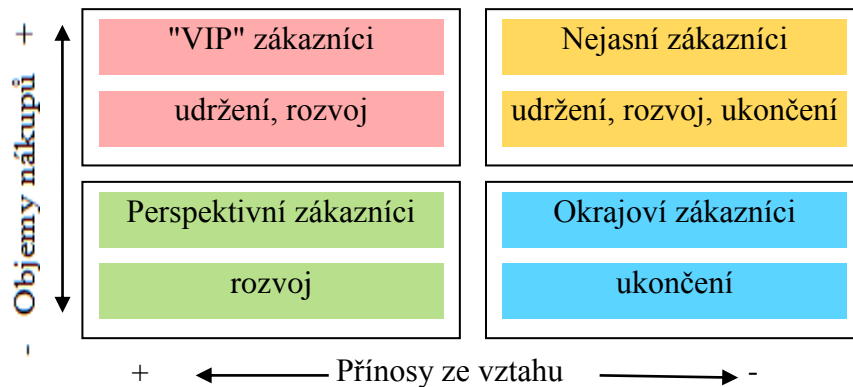 "VIP" zákazníci
udržení, rozvoj
Nejasní zákazníci
udržení, rozvoj, ukončení
Perspektivní zákazníci
rozvoj
Okrajoví zákazníci
ukončení
- Objemy nákupů +
+ Přínosy ze vztahu -